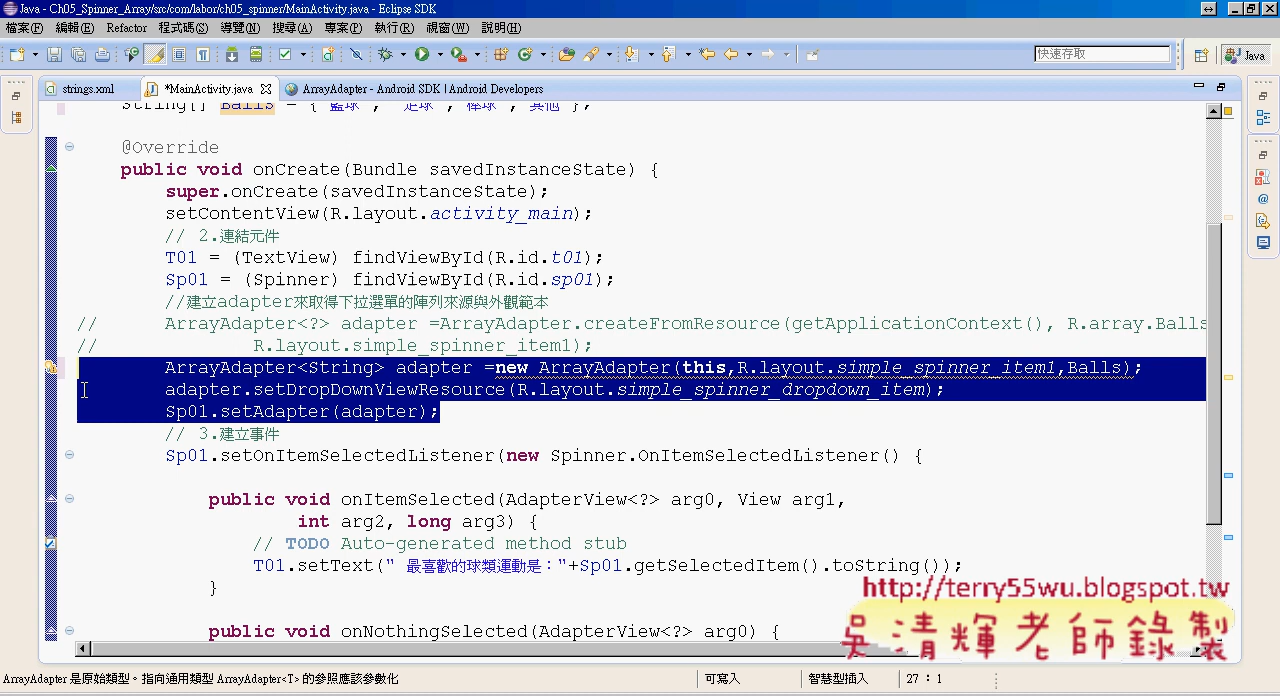 Java - Ch05_Spinner_Array/src/com/labor/ch05_spinner/MainActivity.java - Eclipse SDK
檔案(F) 編輯(E) Refactor 程式碼(S) 導覽(N) 搜尋(A) 專案(P) 執行(R) 視窗(W) 說明(H)
快速存取 Java
strings.xml *MainActivity.java ArrayAdapter - Android SDK | Android Developers
String[] Balls = { "籃球", "足球", "棒球", "其他"};
@Override
public void onCreate(Bundle savedInstanceState) {
super.onCreate(savedInstanceState);
setContentView(R.layout.activity_main);
// 2.連結元件
T01 = (TextView) findViewById(R.id.t01);
Sp01 = (Spinner) findViewById(R.id.sp01);
//建立adapter來取得下拉選單的陣列來源與外觀範本
// ArrayAdapter<?> adapter =ArrayAdapter.createFromResource(getApplicationContext(), R.array.Balls
// R.layout.simple_spinner_item1);
ArrayAdapter<String> adapter =new ArrayAdapter(this,R.layout.simple_spinner_item1,Balls);
adapter.setDropDownViewResource(R.layout.simple_spinner_dropdown_item);
Sp01.setAdapter(adapter);
// 3.建立事件
Sp01.setOnItemSelectedListener(new Spinner.OnItemSelectedListener() {
public void onItemSelected(AdapterView<?> arg0, View arg1,
int arg2, long arg3) {
// TODO Auto-generated method stub
T01.setText(" 最喜歡的球類運動是："+Sp01.getSelectedItem().toString());
}
public void onNothingSelected(AdapterView<?> arg0) {
http://terry55wu.blogspot.tw
吳清輝老師錄製
ArrayAdapter 是原始類型。指向通用類型 ArrayAdapter<T> 的參照應該參數化 可寫入 智慧型插入 27 : 1